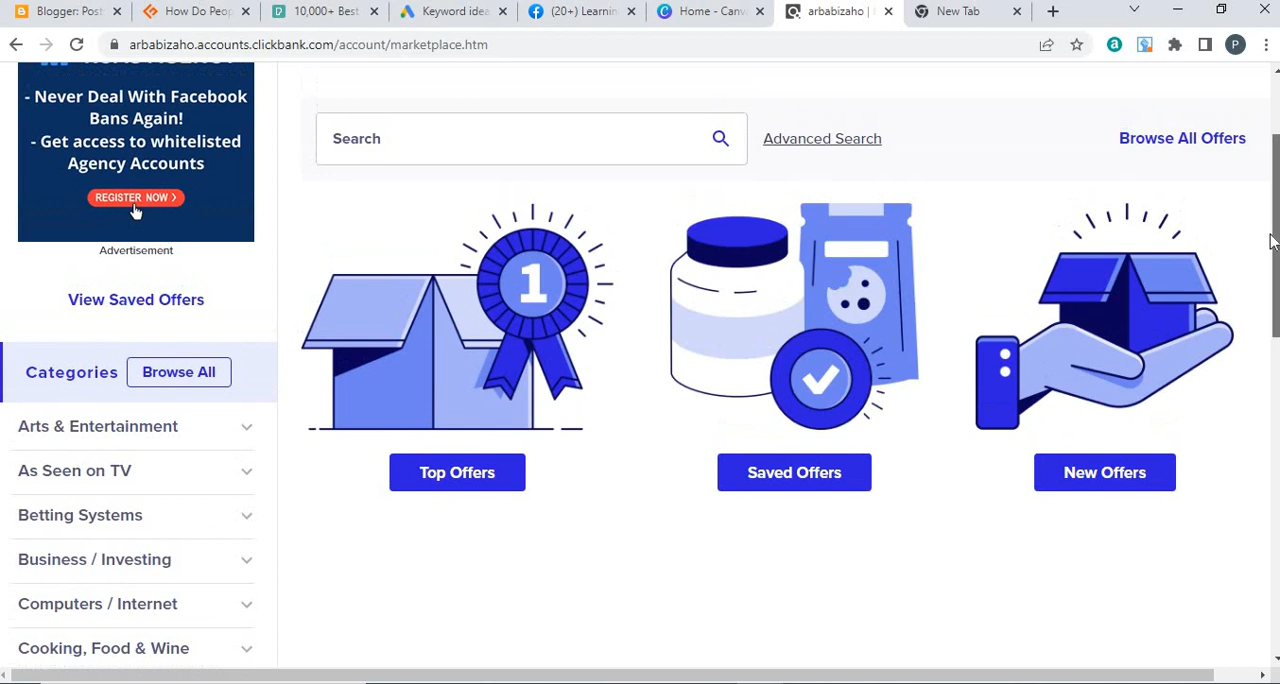 Blogger: Post
How Do Peop
10,000+ Best
Keyword idea
(20+) Learnin
Home - Canv
arbabizaho |
New Tab
arbabizaho.accounts.clickbank.com/account/marketplace.htm
P
- Never Deal With Facebook
Bans Again!
- Get access to whitelisted
Agency Accounts
REGISTER NOW >
Advertisement
View Saved Offers
Categories
Browse All
Arts & Entertainment
As Seen on TV
Betting Systems
Business / Investing
Computers / Internet
Cooking, Food & Wine
Search
Advanced Search
Browse All Offers
1
Top Offers
Saved Offers
New Offers